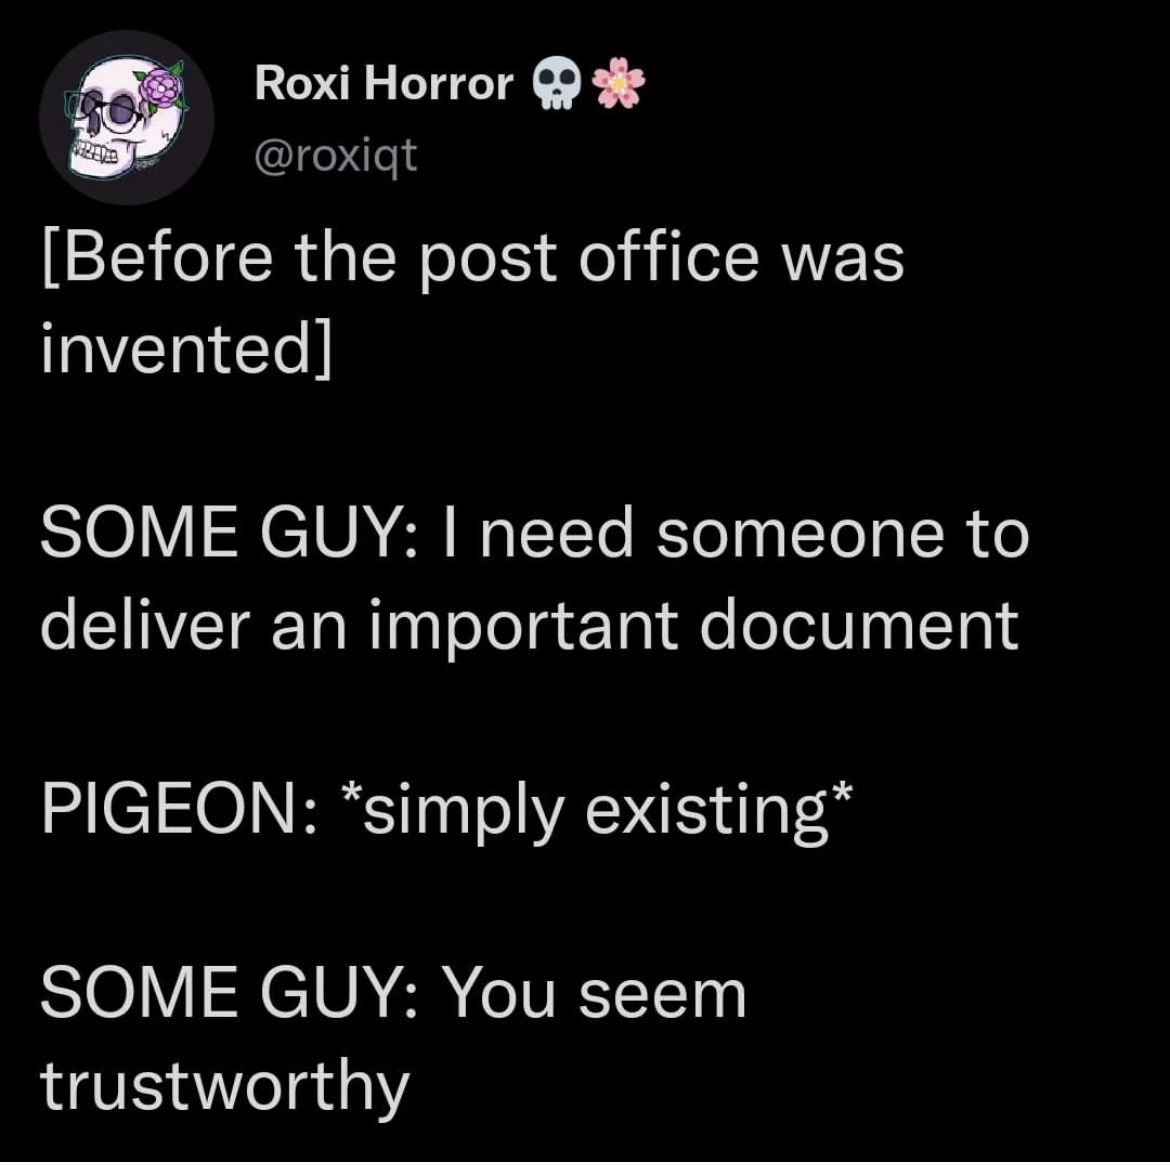 Roxi Horror 💀🌸
@roxiqt
[Before the post office was
invented]
SOME GUY: I need someone to
deliver an important document
PIGEON: *simply existing*
SOME GUY: You seem
trustworthy